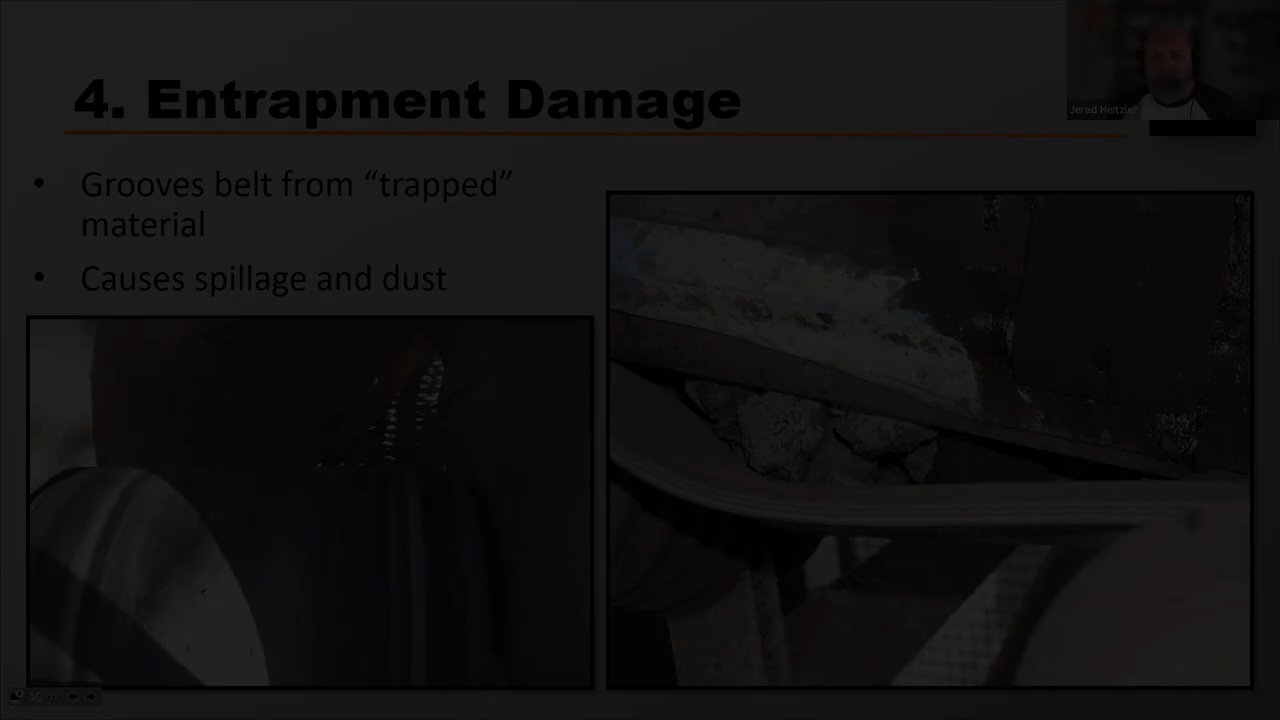 4. Entrapment Damage
Jerad Heitzler
• Grooves belt from “trapped”
material
• Causes spillage and dust